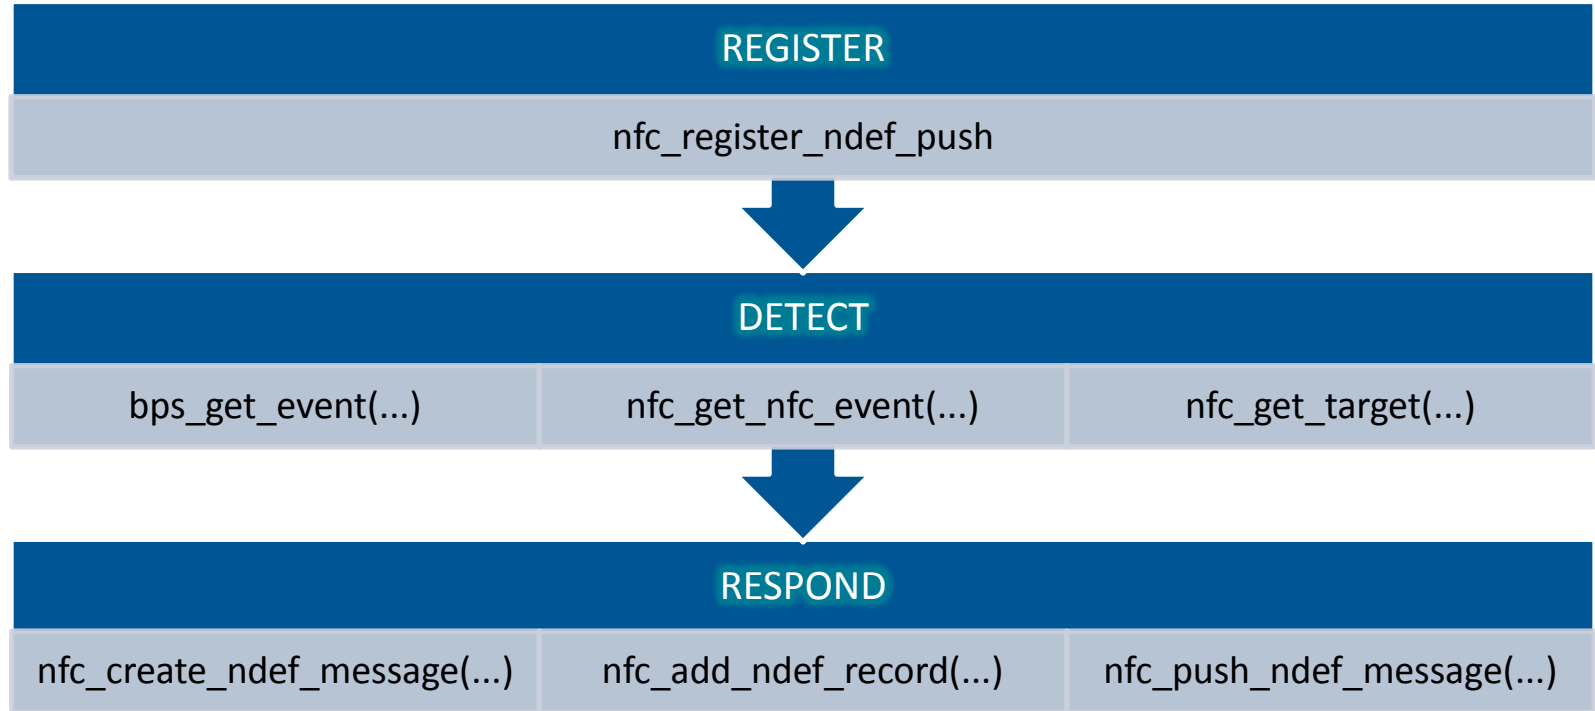 REGISTER
nfc_register_ndef_push
DETECT
bps_get_event(...)
nfc_get_nfc_event(...)
nfc_get_target(...)
RESPOND
nfc_create_ndef_message(...)
nfc_add_ndef_record(...)
nfc_push_ndef_message(...)